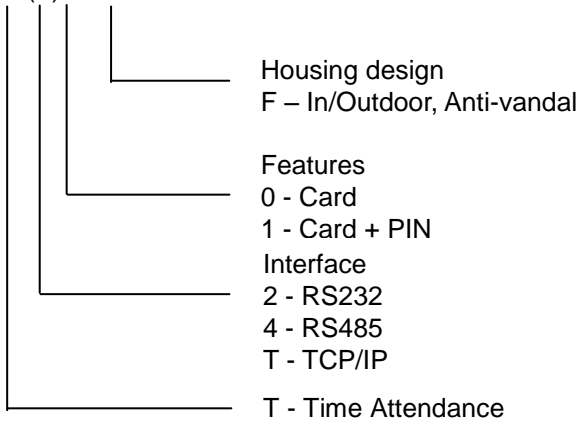 Housing design
F – In/Outdoor, Anti-vandal
Features
0 - Card
1 - Card + PIN
Interface
2 - RS232
4 - RS485
T - TCP/IP
T - Time Attendance